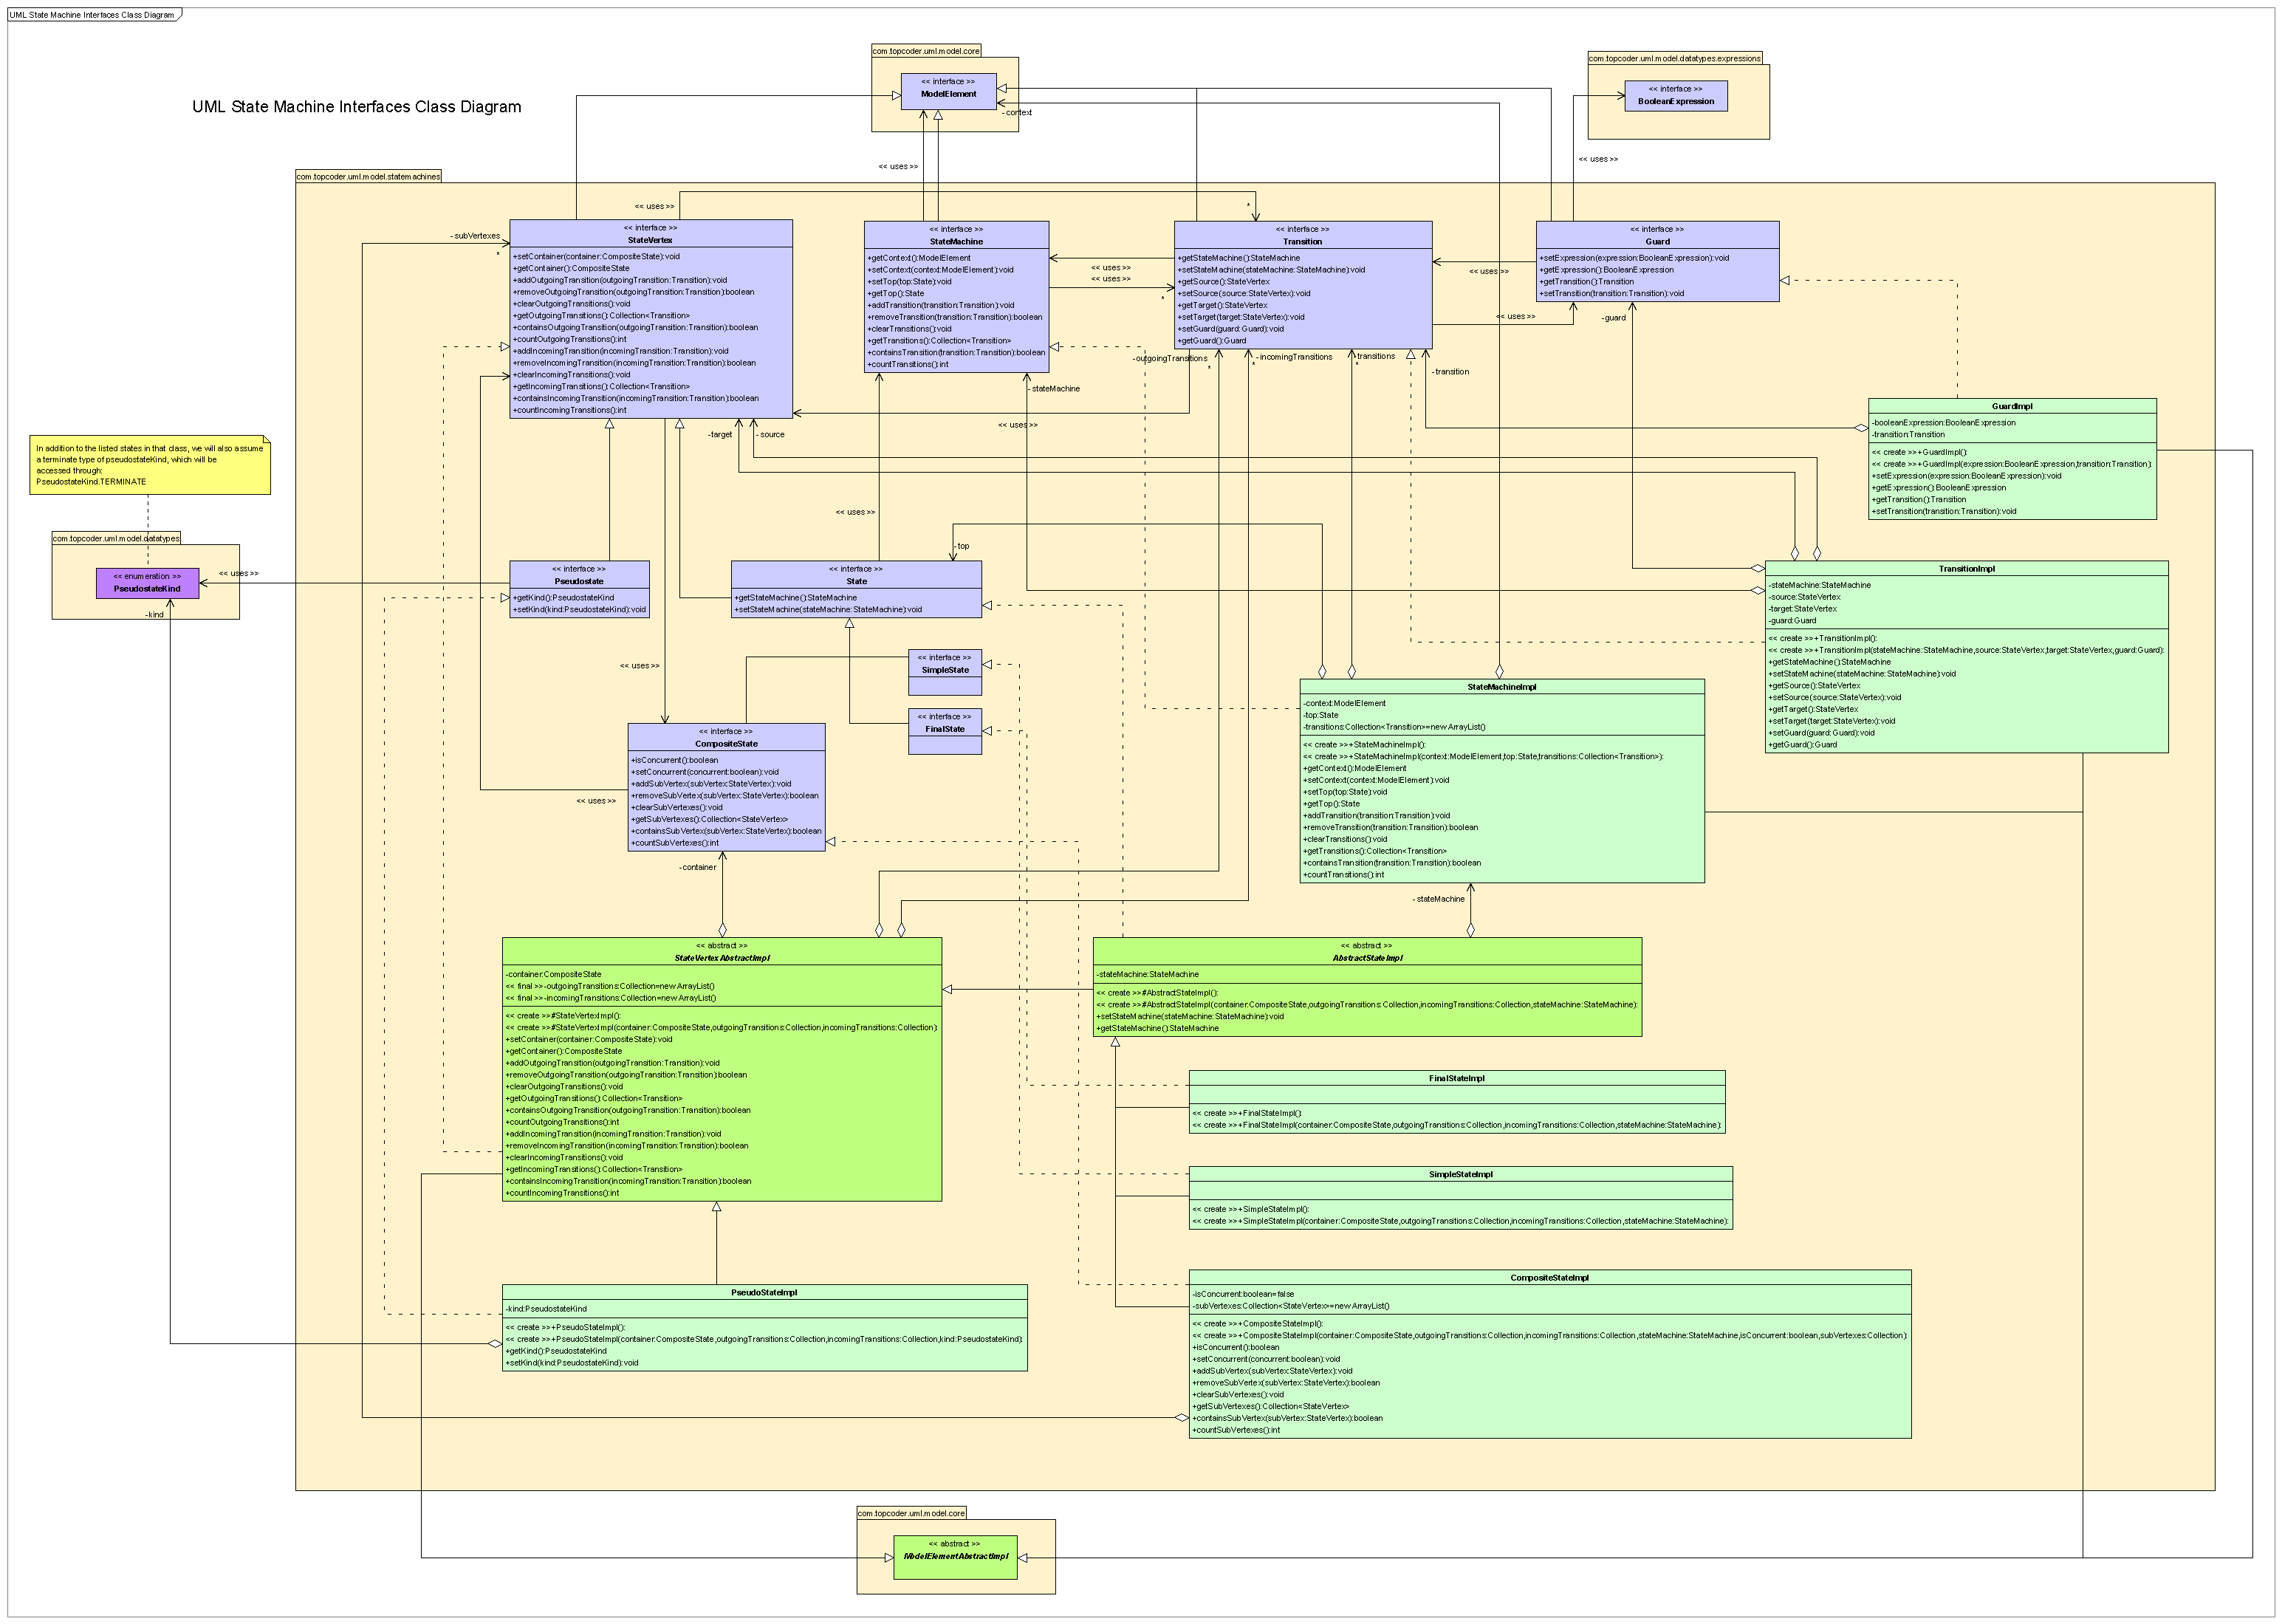 UML State Machine Interfaces Class Diagram
UML State Machine Interfaces Class Diagram
com.topcoder.uml.model.core
<< interface >>
ModelElement
- context
com.topcoder.uml.model.datatypes.expressions
<< interface >>
BooleanExpression
<< uses >>
<< uses >>
com.topcoder.uml.model.statemachines
<< uses >>
*
- subVertexes
*
<< interface >>
StateVertex
+setContainer(container:CompositeState):void
+getContainer():CompositeState
+addOutgoingTransition(outgoingTransition:Transition):void
+removeOutgoingTransition(outgoingTransition:Transition):boolean
+clearOutgoingTransitions():void
+getOutgoingTransitions():Collection<Transition>
+containsOutgoingTransition(outgoingTransition:Transition):boolean
+countOutgoingTransitions():int
+addIncomingTransition(incomingTransition:Transition):void
+removeIncomingTransition(incomingTransition:Transition):boolean
+clearIncomingTransitions():void
+getIncomingTransitions():Collection<Transition>
+containsIncomingTransition(incomingTransition:Transition):boolean
+countIncomingTransitions():int
<< interface >>
StateMachine
+getContext():ModelElement
+setContext(context:ModelElement):void
+setTop(top:State):void
+getTop():State
+addTransition(transition:Transition):void
+removeTransition(transition:Transition):boolean
+clearTransitions():void
+getTransitions():Collection<Transition>
+containsTransition(transition:Transition):boolean
+countTransitions():int
<< uses >>
<< uses >>
*
<< interface >>
Transition
+getStateMachine():StateMachine
+setStateMachine(stateMachine:StateMachine):void
+getSource():StateVertex
+setSource(source:StateVertex):void
+getTarget():StateVertex
+setTarget(target:StateVertex):void
+setGuard(guard:Guard):void
+getGuard():Guard
<< uses >>
<< uses >>
<< interface >>
Guard
+setExpression(expression:BooleanExpression):void
+getExpression():BooleanExpression
+getTransition():Transition
+setTransition(transition:Transition):void
-guard
-outgoingTransitions
*
-incomingTransitions
*
-transitions
*
-transition
-stateMachine
<< uses >>
-target
-source
GuardImpl
-booleanExpression:BooleanExpression
-transition:Transition
<< create >>+GuardImpl():
<< create >>+GuardImpl(expression:BooleanExpression,transition:Transition):
+setExpression(expression:BooleanExpression):void
+getExpression():BooleanExpression
+getTransition():Transition
+setTransition(transition:Transition):void
In addition to the listed states in that class, we will also assume
a terminate type of pseudostateKind, which will be
accessed through:
PseudostateKind.TERMINATE
com.topcoder.uml.model.datatypes
<< enumeration >>
PseudostateKind
-kind
<< uses >>
<< uses >>
-top
<< interface >>
Pseudostate
+getKind():PseudostateKind
+setKind(kind:PseudostateKind):void
<< interface >>
State
+getStateMachine():StateMachine
+setStateMachine(stateMachine:StateMachine):void
TransitionImpl
-stateMachine:StateMachine
-source:StateVertex
-target:StateVertex
-guard:Guard
<< create >>+TransitionImpl():
<< create >>+TransitionImpl(stateMachine:StateMachine,source:StateVertex,target:StateVertex,guard:Guard):
+getStateMachine():StateMachine
+setStateMachine(stateMachine:StateMachine):void
+getSource():StateVertex
+setSource(source:StateVertex):void
+getTarget():StateVertex
+setTarget(target:StateVertex):void
+setGuard(guard:Guard):void
+getGuard():Guard
<< uses >>
<< interface >>
SimpleState
<< interface >>
FinalState
<< interface >>
CompositeState
+isConcurrent():boolean
+setConcurrent(concurrent:boolean):void
+addSubVertex(subVertex:StateVertex):void
+removeSubVertex(subVertex:StateVertex):boolean
+clearSubVertexes():void
+getSubVertexes():Collection<StateVertex>
+containsSubVertex(subVertex:StateVertex):boolean
+countSubVertexes():int
<< uses >>
StateMachineImpl
-context:ModelElement
-top:State
-transitions:Collection<Transition>=new ArrayList()
<< create >>+StateMachineImpl():
<< create >>+StateMachineImpl(context:ModelElement,top:State,transitions:Collection<Transition>):
+getContext():ModelElement
+setContext(context:ModelElement):void
+setTop(top:State):void
+getTop():State
+addTransition(transition:Transition):void
+removeTransition(transition:Transition):boolean
+clearTransitions():void
+getTransitions():Collection<Transition>
+containsTransition(transition:Transition):boolean
+countTransitions():int
-container
-stateMachine
<< abstract >>
StateVertexAbstractImpl
-container:CompositeState
<< final >>-outgoingTransitions:Collection=new ArrayList()
<< final >>-incomingTransitions:Collection=new ArrayList()
<< create >>#StateVertexImpl():
<< create >>#StateVertexImpl(container:CompositeState,outgoingTransitions:Collection,incomingTransitions:Collection):
+setContainer(container:CompositeState):void
+getContainer():CompositeState
+addOutgoingTransition(outgoingTransition:Transition):void
+removeOutgoingTransition(outgoingTransition:Transition):boolean
+clearOutgoingTransitions():void
+getOutgoingTransitions():Collection<Transition>
+containsOutgoingTransition(outgoingTransition:Transition):boolean
+countOutgoingTransitions():int
+addIncomingTransition(incomingTransition:Transition):void
+removeIncomingTransition(incomingTransition:Transition):boolean
+clearIncomingTransitions():void
+getIncomingTransitions():Collection<Transition>
+containsIncomingTransition(incomingTransition:Transition):boolean
+countIncomingTransitions():int
<< abstract >>
AbstractStateImpl
-stateMachine:StateMachine
<< create >>#AbstractStateImpl():
<< create >>#AbstractStateImpl(container:CompositeState,outgoingTransitions:Collection,incomingTransitions:Collection,stateMachine:StateMachine):
+setStateMachine(stateMachine:StateMachine):void
+getStateMachine():StateMachine
FinalStateImpl
<< create >>+FinalStateImpl():
<< create >>+FinalStateImpl(container:CompositeState,outgoingTransitions:Collection,incomingTransitions:Collection,stateMachine:StateMachine):
SimpleStateImpl
<< create >>+SimpleStateImpl():
<< create >>+SimpleStateImpl(container:CompositeState,outgoingTransitions:Collection,incomingTransitions:Collection,stateMachine:StateMachine):
PseudoStateImpl
-kind:PseudostateKind
<< create >>+PseudoStateImpl():
<< create >>+PseudoStateImpl(container:CompositeState,outgoingTransitions:Collection,incomingTransitions:Collection,kind:PseudostateKind):
+getKind():PseudostateKind
+setKind(kind:PseudostateKind):void
CompositeStateImpl
-isConcurrent:boolean=false
-subVertexes:Collection<StateVertex>=new ArrayList()
<< create >>+CompositeStateImpl():
<< create >>+CompositeStateImpl(container:CompositeState,outgoingTransitions:Collection,incomingTransitions:Collection,stateMachine:StateMachine,isConcurrent:boolean,subVertexes:Collection):
+isConcurrent():boolean
+setConcurrent(concurrent:boolean):void
+addSubVertex(subVertex:StateVertex):void
+removeSubVertex(subVertex:StateVertex):boolean
+clearSubVertexes():void
+getSubVertexes():Collection<StateVertex>
+containsSubVertex(subVertex:StateVertex):boolean
+countSubVertexes():int
com.topcoder.uml.model.core
<< abstract >>
ModelElementAbstractImpl